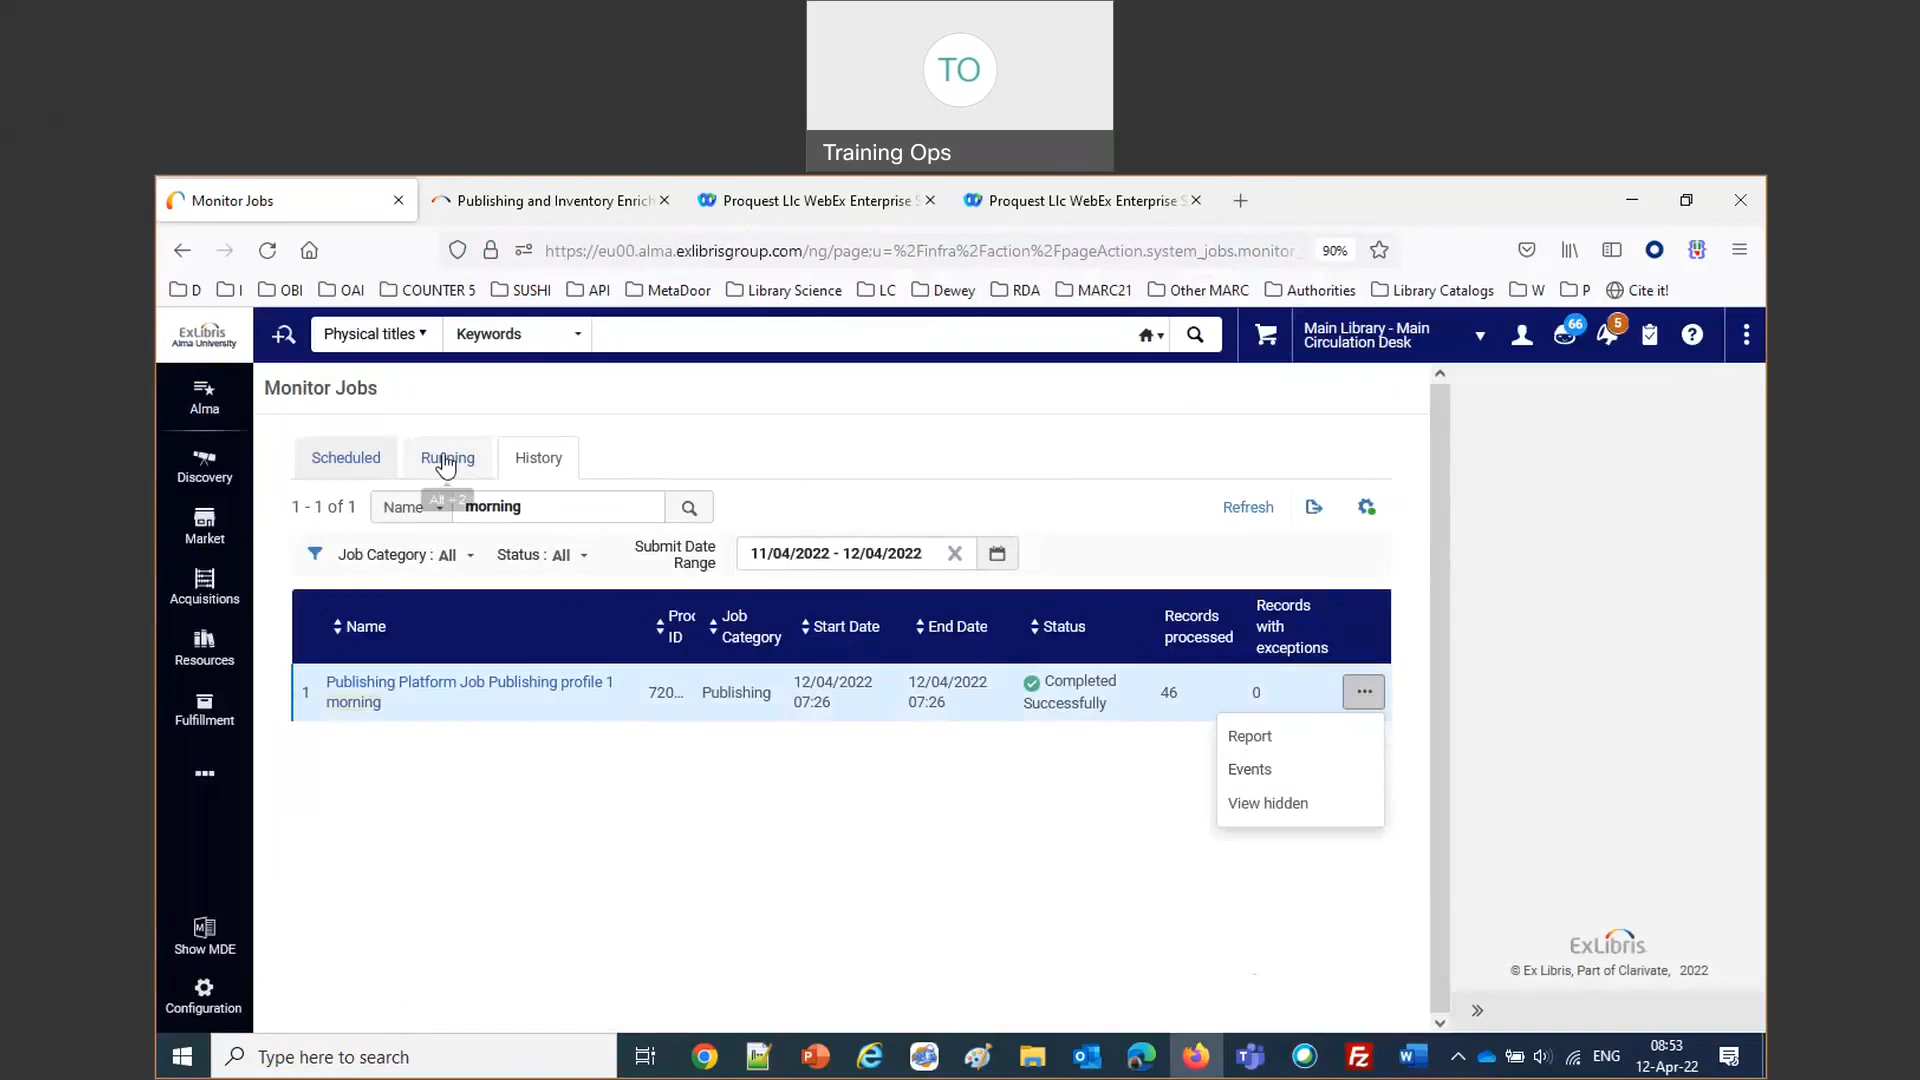 TO
Training Ops
Monitor Jobs
Publishing and Inventory Enrich
Proquest Llc WebEx Enterprise S
Proquest Llc WebEx Enterprise S
https://eu00.alma.exlibrisgroup.com/ng/page;u=%2Finfra%2Faction%2FpageAction.system_jobs.monitor_
90%
D
I
OBI
OAI
COUNTER 5
SUSHI
API
MetaDoor
Library Science
LC
Dewey
RDA
MARC21
Other MARC
Authorities
Library Catalogs
W
P
Cite it!
ExLibris
Alma University
Physical titles
Keywords
Main Library - Main
Circulation Desk
66
5
Alma
Discovery
Market
Acquisitions
Resources
Fulfillment
Show MDE
Configuration
Monitor Jobs
Scheduled
Running
History
Alt + 2
1 - 1 of 1
Name
morning
Refresh
Job Category : All
Status : All
Submit Date
Range
11/04/2022 - 12/04/2022
Name
Proc
ID
Job
Category
Start Date
End Date
Status
Records
processed
Records
with
exceptions
1
Publishing Platform Job Publishing profile 1
morning
720...
Publishing
12/04/2022
07:26
12/04/2022
07:26
Completed
Successfully
46
0
Report
Events
View hidden
ExLibris
© Ex Libris, Part of Clarivate, 2022
Type here to search
ENG
08:53
12-Apr-22